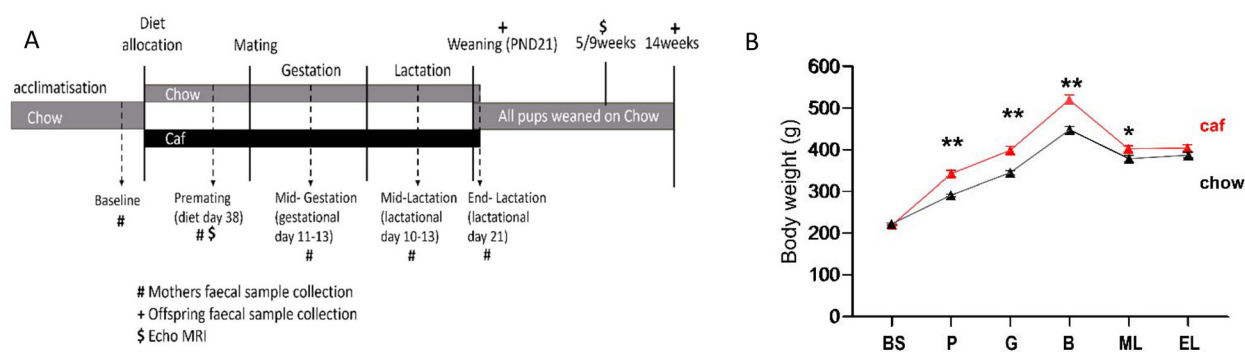 A
Diet
allocation
Mating
+
Weaning (PND21)
$
5/9weeks
+
14weeks
Gestation
Lactation
acclimatisation
Chow
Chow
All pups weaned on Chow
Caf
Baseline
#
Premating
(diet day 38)
# $
Mid- Gestation
(gestational
day 11-13)
#
Mid-Lactation
(lactational
day 10-13)
#
End- Lactation
(lactational
day 21)
#
# Mothers faecal sample collection
+ Offspring faecal sample collection
$ Echo MRI
B
Body weight (g)
600
500
400
300
200
100
0
**
**
**
*
caf
chow
BS P G B ML EL